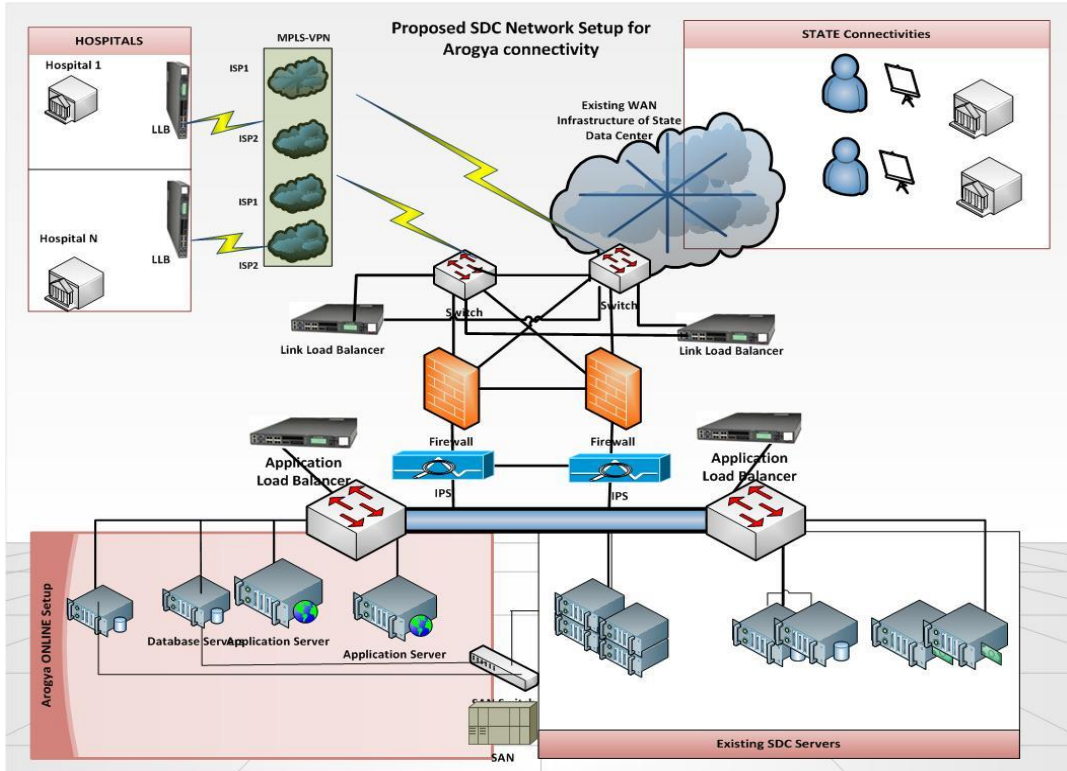 Proposed SDC Network Setup for
Arogya connectivity
HOSPITALS
Hospital 1
LLB
Hospital N
LLB
MPLS-VPN
ISP1
ISP2
ISP1
ISP2
Existing WAN
Infrastructure of State
Data Center
STATE Connectivities
Switch
Switch
Link Load Balancer
Link Load Balancer
Firewall
Firewall
Application
Load Balancer
Application
Load Balancer
IPS
IPS
Arogya ONLINE Setup
Database Servers
Application Server
Application Server
SAN Switch
SAN
Existing SDC Servers